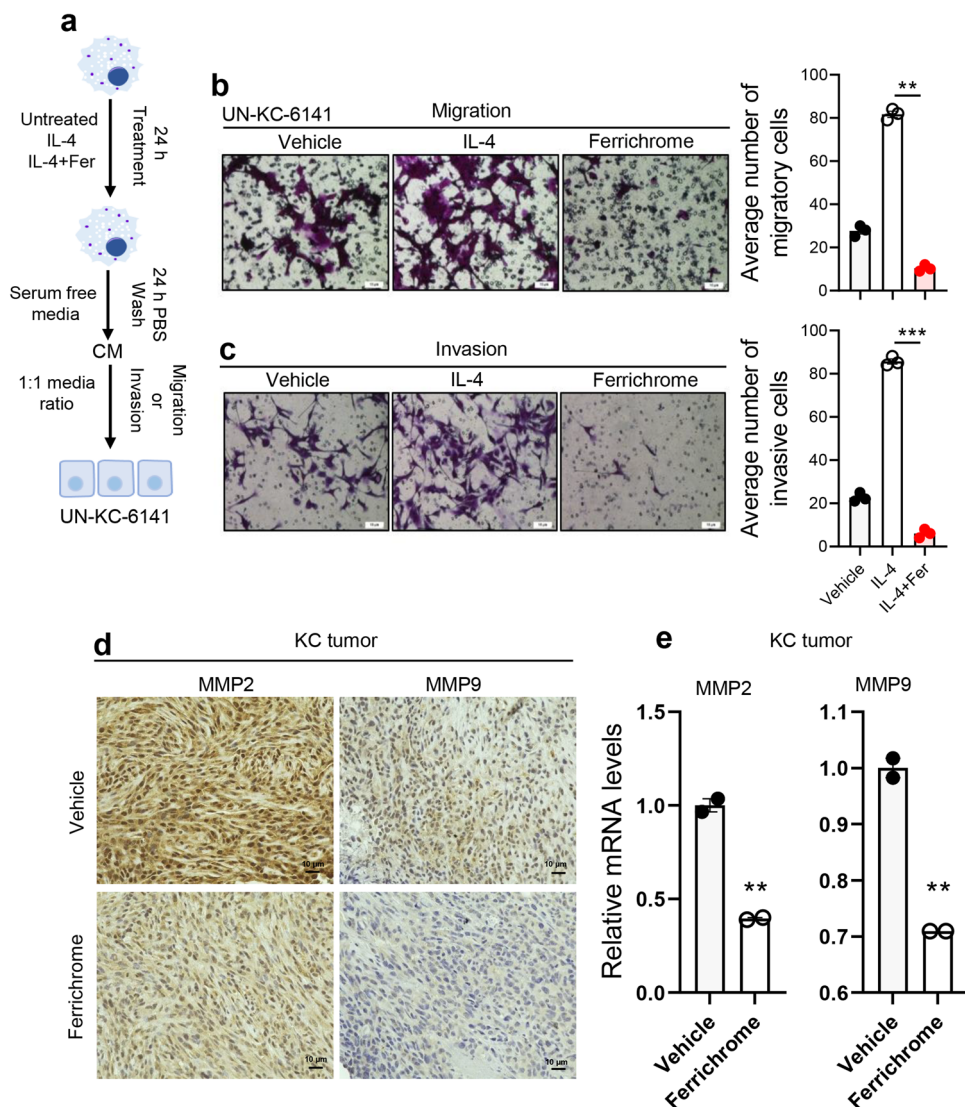 a
Untreated
IL-4
IL-4+Fer
24 h
Treatment
Serum free
media
24 h PBS
Wash
CM
1:1 media
ratio
Migration
or
Invasion
UN-KC-6141
b
UN-KC-6141
Migration
Vehicle
IL-4
Ferrichrome
Average number of
migratory cells
100
80
60
40
20
0
**
c
Invasion
Vehicle
IL-4
Ferrichrome
Average number of
invasive cells
100
80
60
40
20
0
***
Vehicle
IL-4
IL-4+Fer
d
KC tumor
MMP2
MMP9
Vehicle
Ferrichrome
10 µm
10 µm
10 µm
10 µm
e
KC tumor
MMP2
Relative mRNA levels
1.5
1.0
0.5
0.0
**
Vehicle
Ferrichrome
MMP9
1.1
1.0
0.9
0.8
0.7
0.6
**
Vehicle
Ferrichrome